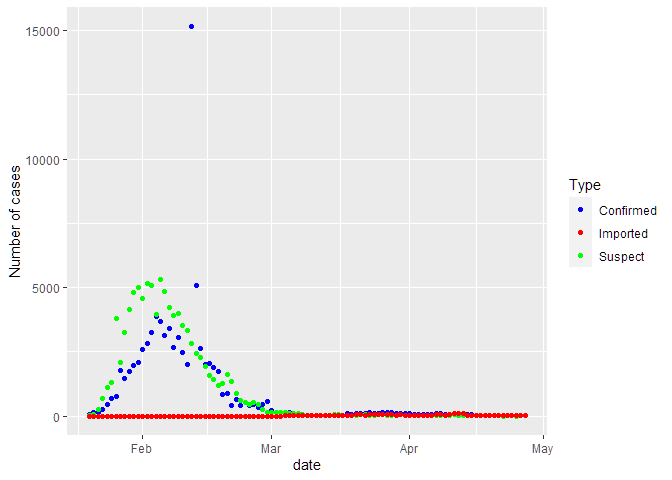 15000
10000
5000
0
Number of cases
Feb
Mar
Apr
May
date
Type
Confirmed
Imported
Suspect